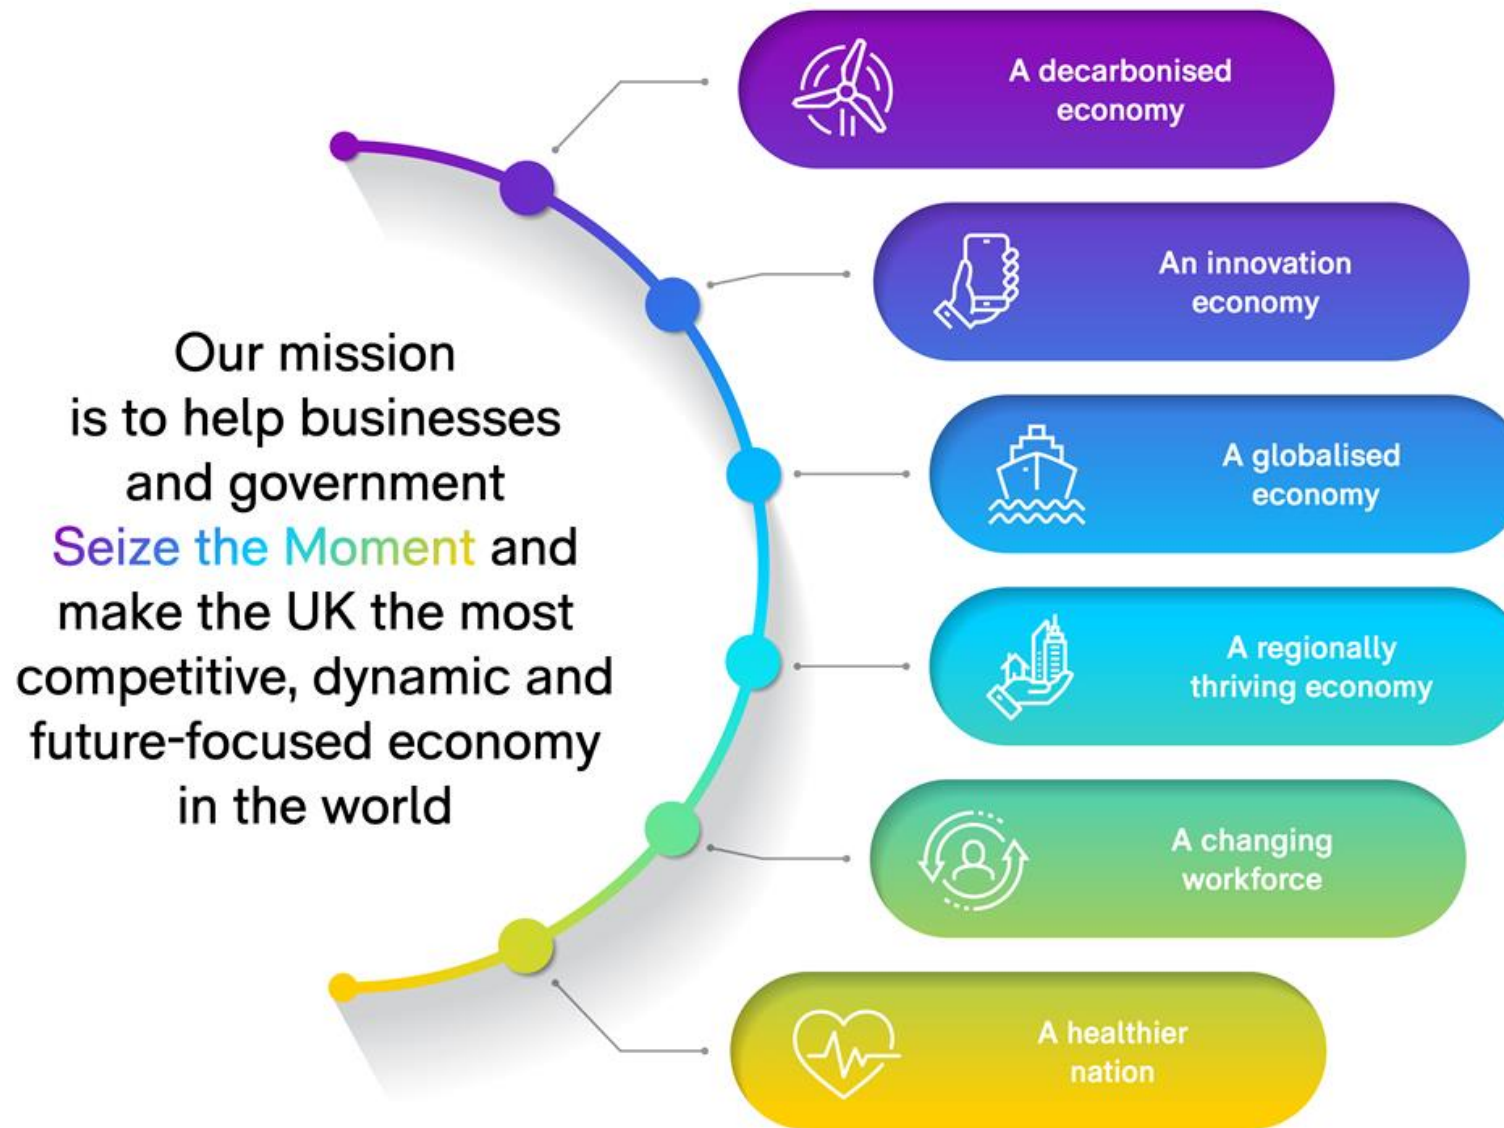 Our mission
is to help businesses
and government
Seize the Moment and
make the UK the most
competitive, dynamic and
future-focused economy
in the world
A decarbonised
economy
An innovation
economy
A globalised
economy
A regionally
thriving economy
A changing
workforce
A healthier
nation